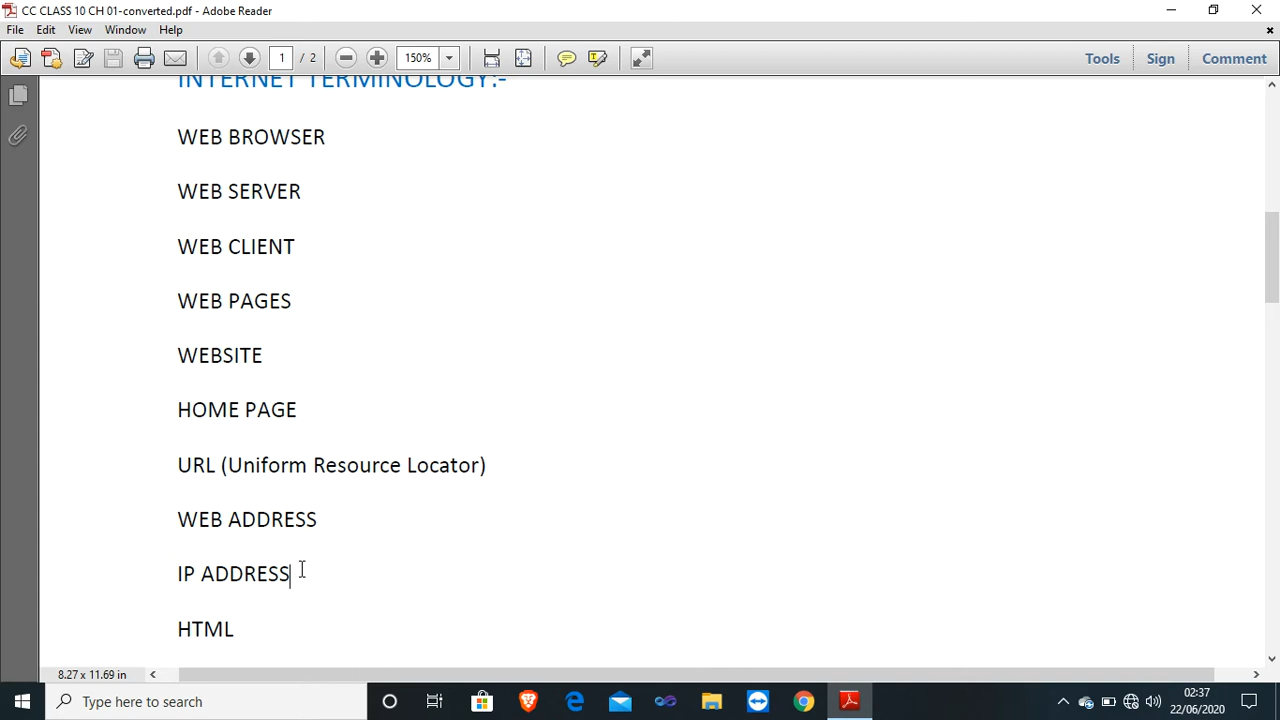 CC CLASS 10 CH 01-converted.pdf - Adobe Reader
File Edit View Window Help
1 / 2 150% Tools Sign Comment
INTERNET TERMINOLOGY:-
WEB BROWSER
WEB SERVER
WEB CLIENT
WEB PAGES
WEBSITE
HOME PAGE
URL (Uniform Resource Locator)
WEB ADDRESS
IP ADDRESS
HTML
8.27 x 11.69 in
Type here to search
02:37
22/06/2020